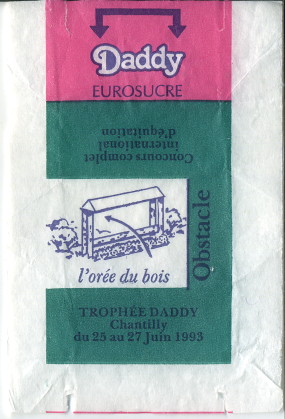 Daddy
EUROSUCRE
Concours complet
international
d'équitation
Obstacle
l'orée du bois
TROPHÉE DADDY
Chantilly
du 25 au 27 Juin 1993